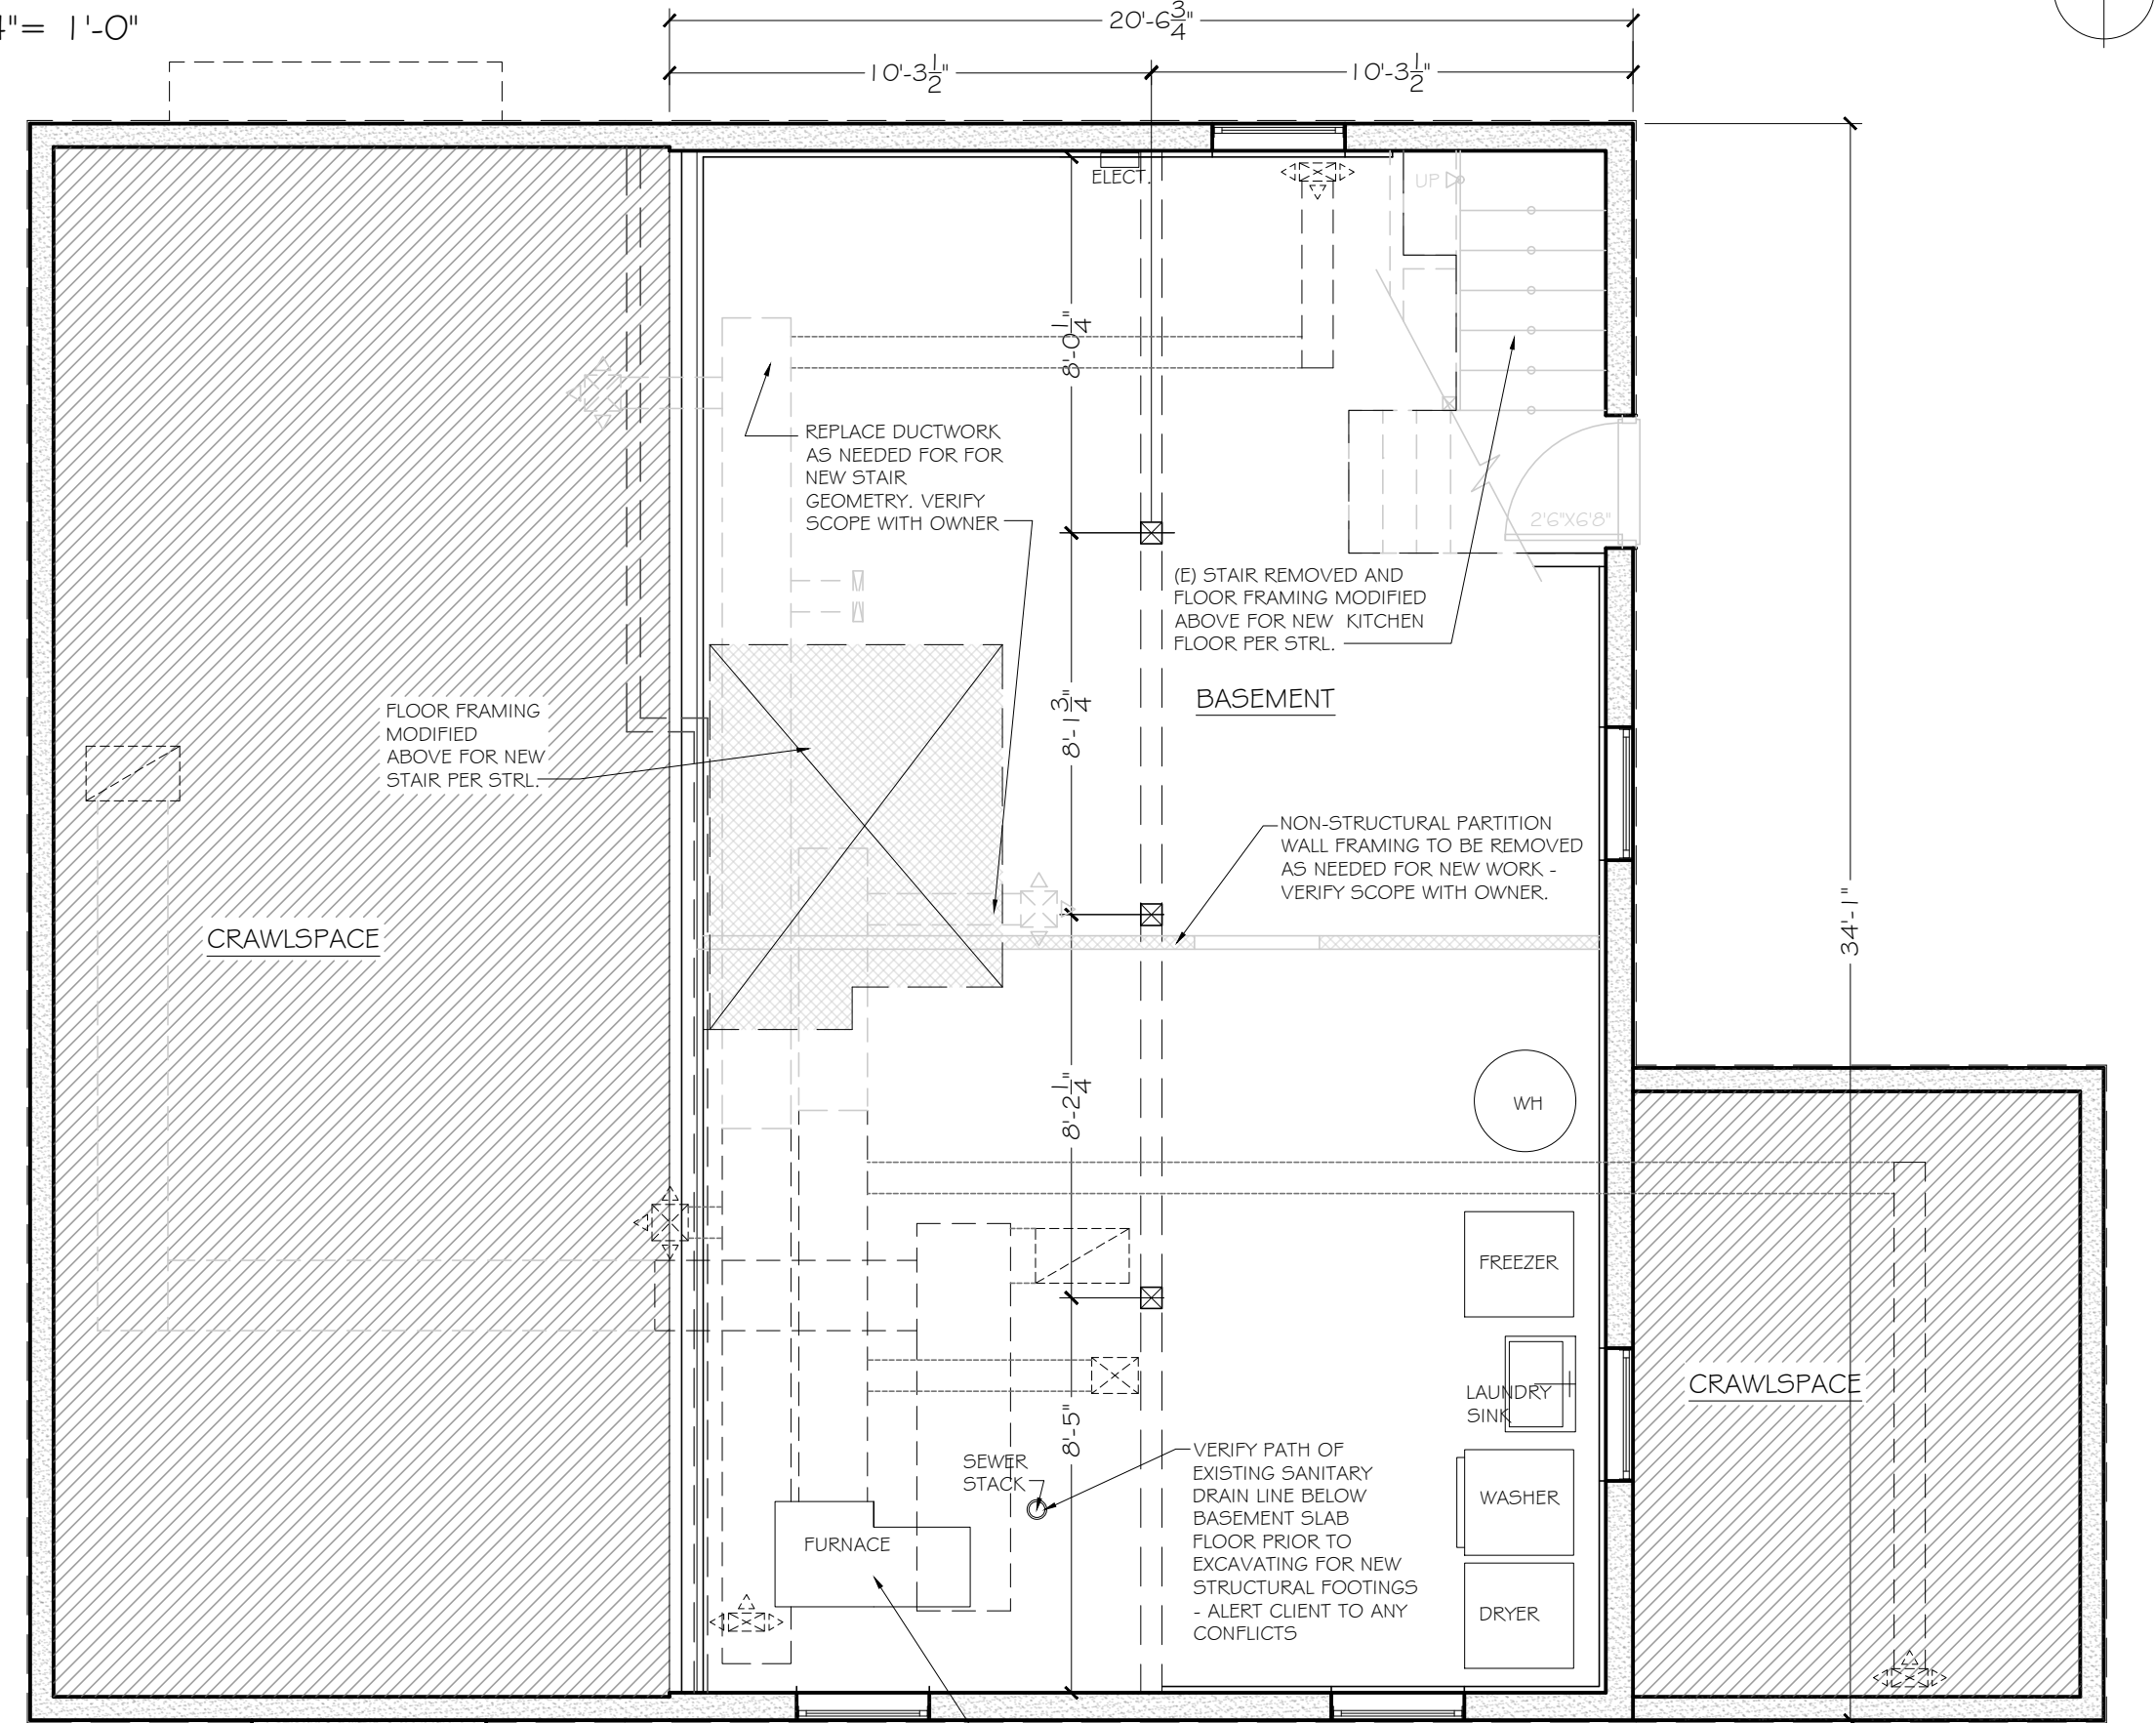 4"= 1'-0"
20'-6 3/4"
10'-3 1/2"
10'-3 1/2"
ELECT.
UP
8'-0 1/4"
REPLACE DUCTWORK
AS NEEDED FOR FOR
NEW STAIR
GEOMETRY. VERIFY
SCOPE WITH OWNER
2'6"X6'8"
(E) STAIR REMOVED AND
FLOOR FRAMING MODIFIED
ABOVE FOR NEW KITCHEN
FLOOR PER STRL.
BASEMENT
8'-1 3/4"
FLOOR FRAMING
MODIFIED
ABOVE FOR NEW
STAIR PER STRL.
NON-STRUCTURAL PARTITION
WALL FRAMING TO BE REMOVED
AS NEEDED FOR NEW WORK -
VERIFY SCOPE WITH OWNER.
34'-1"
CRAWLSPACE
8'-2 1/4"
WH
FREEZER
CRAWLSPACE
LAUNDRY
SINK
8'-5"
SEWER
STACK
VERIFY PATH OF
EXISTING SANITARY
DRAIN LINE BELOW
BASEMENT SLAB
FLOOR PRIOR TO
EXCAVATING FOR NEW
STRUCTURAL FOOTINGS
- ALERT CLIENT TO ANY
CONFLICTS
WASHER
FURNACE
DRYER